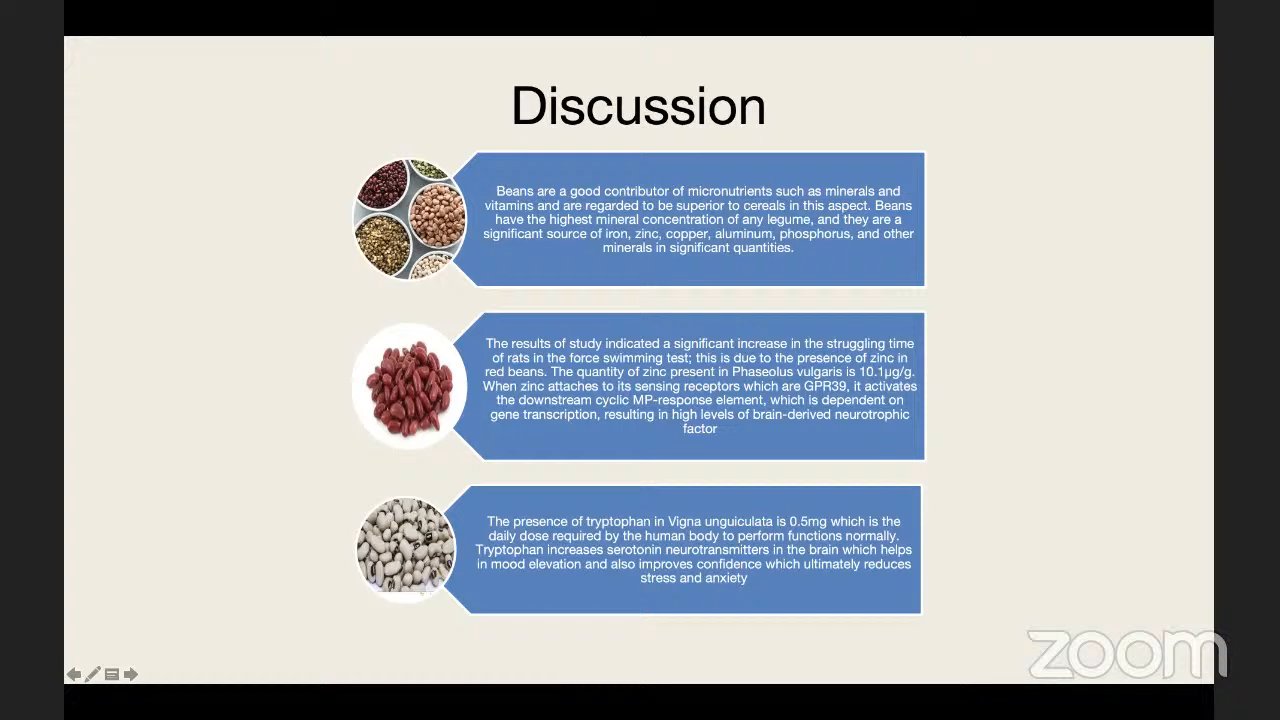 Discussion
Beans are a good contributor of micronutrients such as minerals and
vitamins and are regarded to be superior to cereals in this aspect. Beans
have the highest mineral concentration of any legume, and they are a
significant source of iron, zinc, copper, aluminum, phosphorus, and other
minerals in significant quantities.
The results of study indicated a significant increase in the struggling time
of rats in the force swimming test; this is due to the presence of zinc in
red beans. The quantity of zinc present in Phaseolus vulgaris is 10.1µg/g.
When zinc attaches to its sensing receptors which are GPR39, it activates
the downstream cyclic MP-response element, which is dependent on
gene transcription, resulting in high levels of brain-derived neurotrophic
factor
The presence of tryptophan in Vigna unguiculata is 0.5mg which is the
daily dose required by the human body to perform functions normally.
Tryptophan increases serotonin neurotransmitters in the brain which helps
in mood elevation and also improves confidence which ultimately reduces
stress and anxiety
zoom